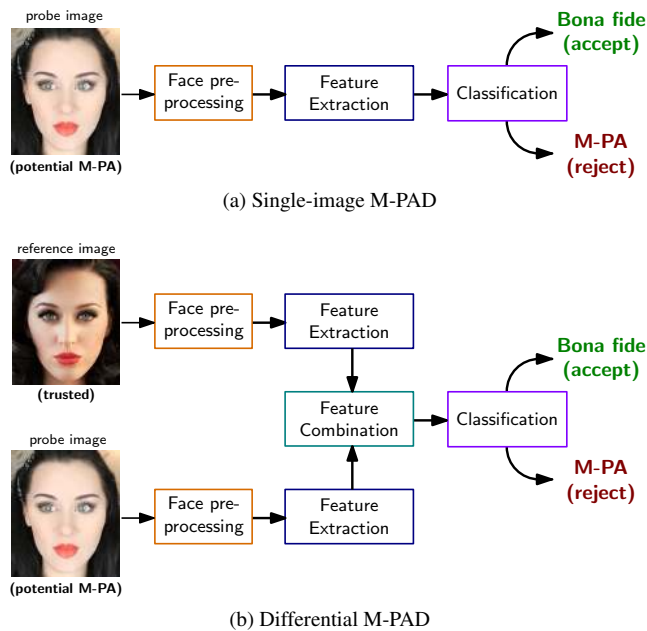 probe image
(potential M-PA)
Face pre-
processing
Feature
Extraction
Classification
Bona fide
(accept)
M-PA
(reject)
(a) Single-image M-PAD
reference image
(trusted)
Face pre-
processing
Feature
Extraction
Feature
Combination
Classification
Bona fide
(accept)
M-PA
(reject)
probe image
(potential M-PA)
Face pre-
processing
Feature
Extraction
(b) Differential M-PAD